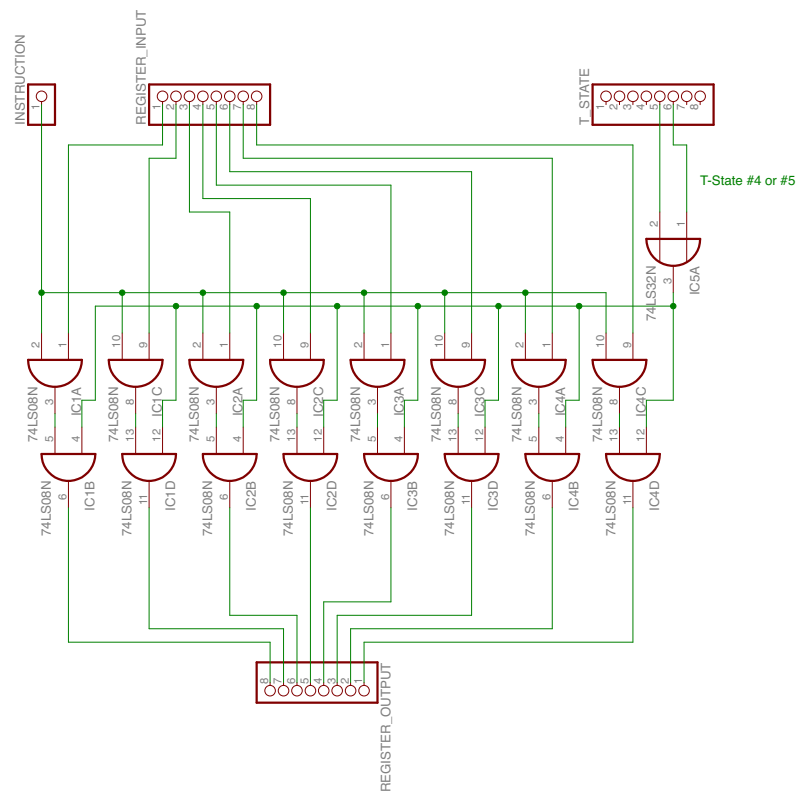 INSTRUCTION
1
REGISTER_INPUT
1 2 3 4 5 6 7 8
T_STATE
1 2 3 4 5 6 7 8
T-State #4 or #5
2 1
74LS32N 3 IC5A
2 1 10 9 2 1 10 9 2 1 10 9 2 1 10 9
74LS08N 3 IC1A
74LS08N 8 IC1C
74LS08N 3 IC2A
74LS08N 8 IC2C
74LS08N 3 IC3A
74LS08N 8 IC3C
74LS08N 3 IC4A
74LS08N 8 IC4C
5 4 13 12 5 4 13 12 5 4 13 12 5 4 13 12
74LS08N 6 IC1B
74LS08N 11 IC1D
74LS08N 6 IC2B
74LS08N 11 IC2D
74LS08N 6 IC3B
74LS08N 11 IC3D
74LS08N 6 IC4B
74LS08N 11 IC4D
8 7 6 5 4 3 2 1
REGISTER_OUTPUT